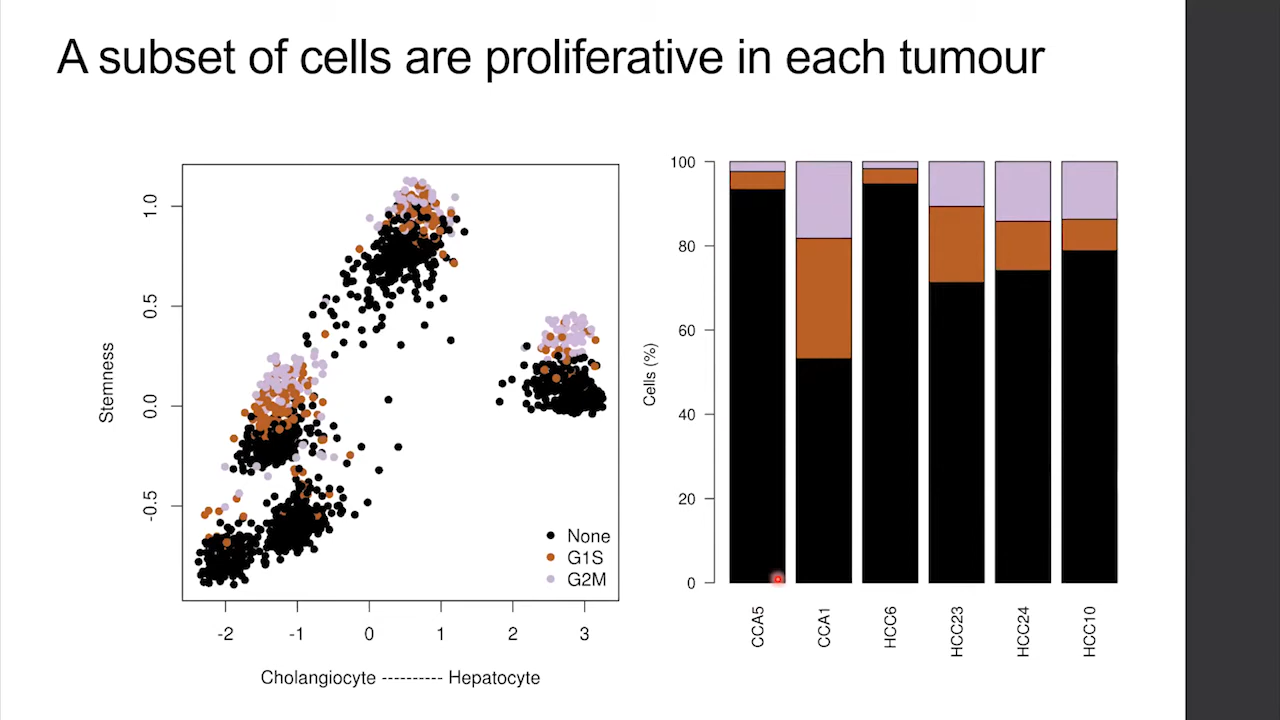 A subset of cells are proliferative in each tumour
Stemness
1.0
0.5
0.0
-0.5
-2 -1 0 1 2 3
Cholangiocyte ---------- Hepatocyte
None
G1S
G2M
Cells (%)
100
80
60
40
20
0
CCA5 CCA1 HCC6 HCC23 HCC24 HCC10